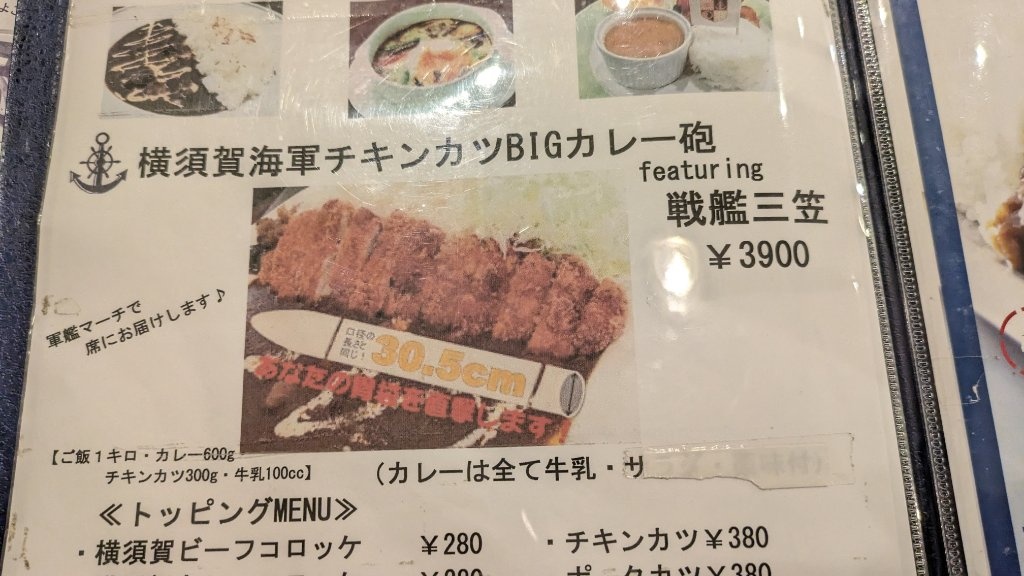 横須賀海軍チキンカツBIGカレー砲
featuring
戦艦三笠
￥3900
軍艦マーチで
席にお届けします♪
口径の
長さと
同じ！
30.5cm
あなたの胃袋を直撃します！
【ご飯１キロ・カレー600g
チキンカツ300g・牛乳100cc】
（カレーは全て牛乳・サ
≪トッピングMENU≫
・横須賀ビーフコロッケ ￥280
・チキンカツ￥380